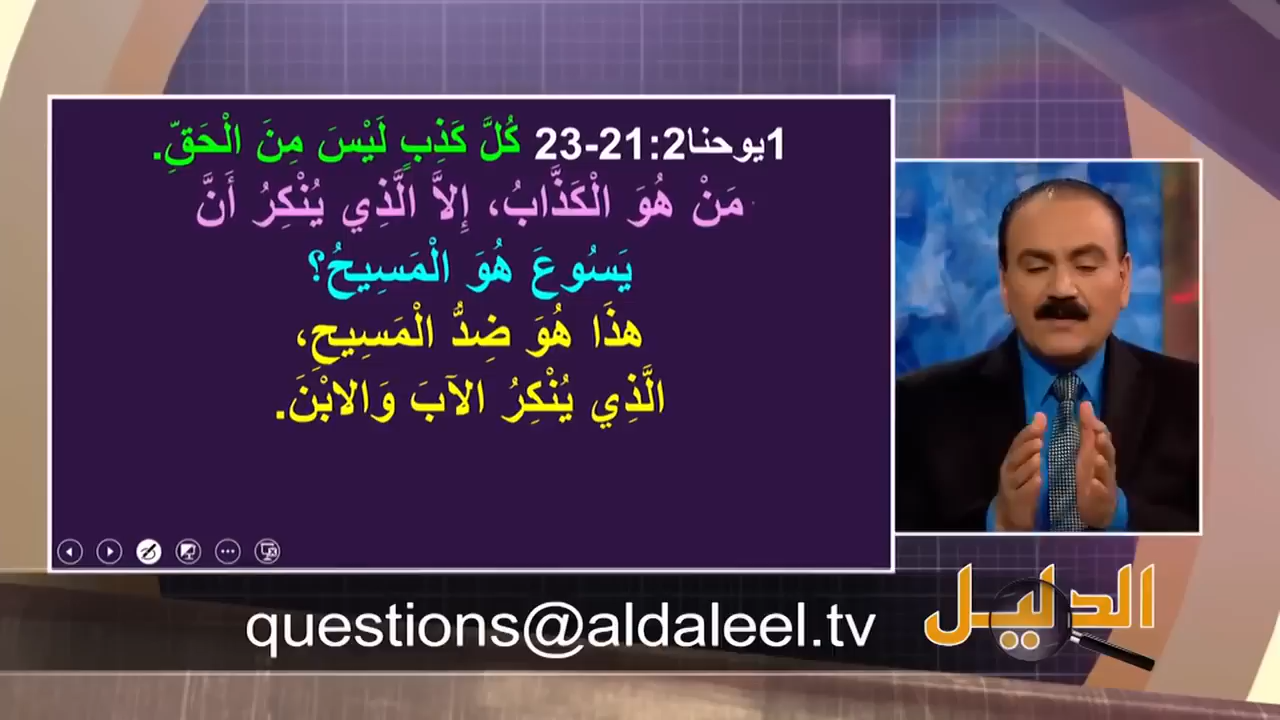 1يوحنا2:21-23 كُلَّ كَذِبٍ لَيْسَ مِنَ الْحَقِّ.
مَنْ هُوَ الْكَذَّابُ، إِلاَّ الَّذِي يُنْكِرُ أَنَّ
يَسُوعَ هُوَ الْمَسِيحُ؟
هذَا هُوَ ضِدُّ الْمَسِيحِ،
الَّذِي يُنْكِرُ الآبَ وَالابْنَ.
الدليل
questions@aldaleel.tv